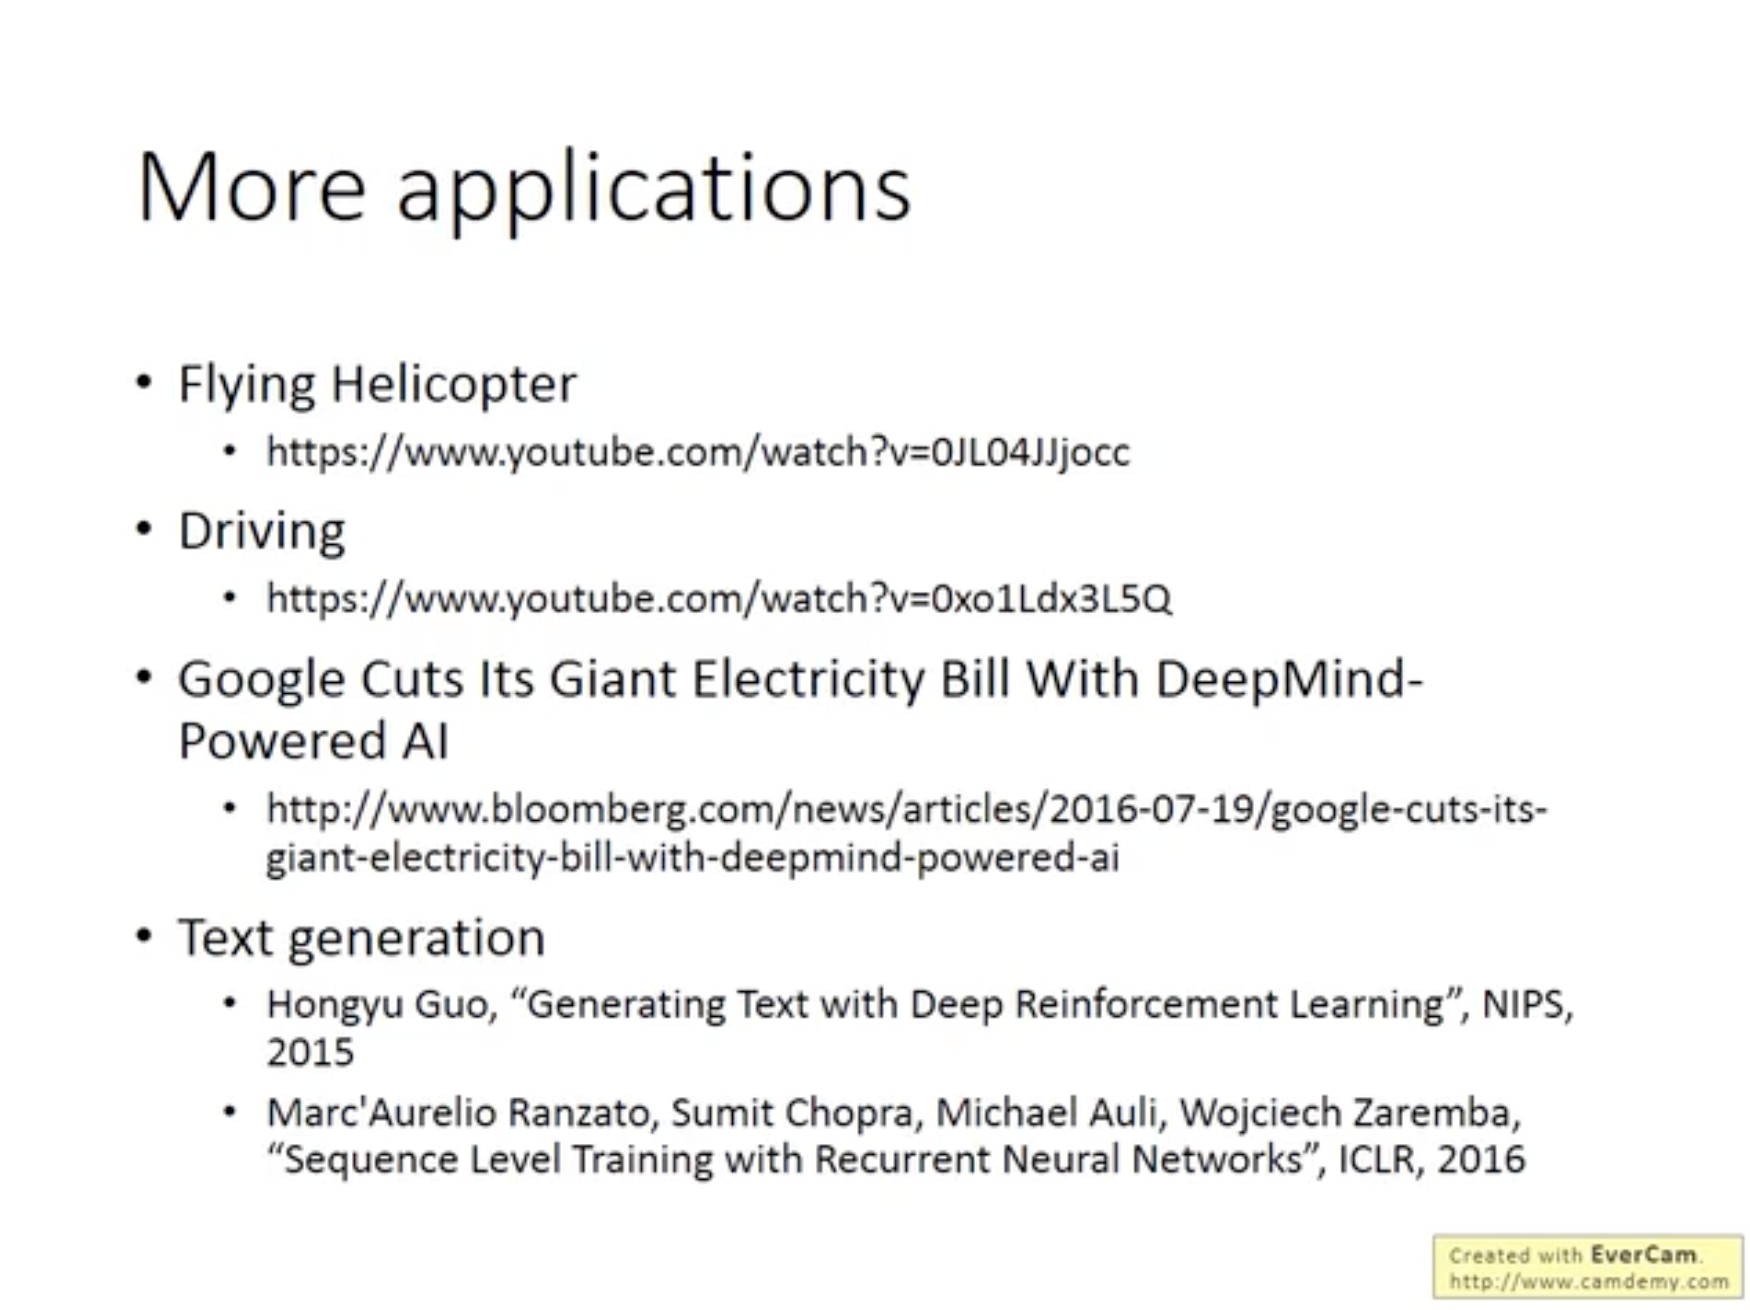 More applications
• Flying Helicopter
• https://www.youtube.com/watch?v=0JL04JJjocc
• Driving
• https://www.youtube.com/watch?v=0xo1Ldx3L5Q
• Google Cuts Its Giant Electricity Bill With DeepMind-
Powered AI
• http://www.bloomberg.com/news/articles/2016-07-19/google-cuts-its-
giant-electricity-bill-with-deepmind-powered-ai
• Text generation
• Hongyu Guo, “Generating Text with Deep Reinforcement Learning”, NIPS,
2015
• Marc'Aurelio Ranzato, Sumit Chopra, Michael Auli, Wojciech Zaremba,
“Sequence Level Training with Recurrent Neural Networks”, ICLR, 2016
Created with EverCam.
http://www.camdemy.com